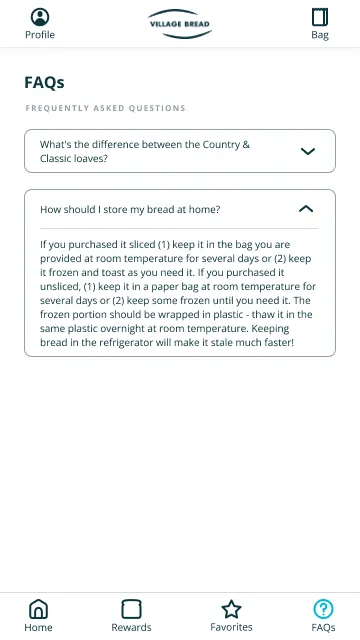 Profile
VILLAGE BREAD
Bag
FAQs
FREQUENTLY ASKED QUESTIONS
What's the difference between the Country &
Classic loaves?
How should I store my bread at home?
If you purchased it sliced (1) keep it in the bag you are
provided at room temperature for several days or (2) keep
it frozen and toast as you need it. If you purchased it
unsliced, (1) keep it in a paper bag at room temperature for
several days or (2) keep some frozen until you need it. The
frozen portion should be wrapped in plastic - thaw it in the
same plastic overnight at room temperature. Keeping
bread in the refrigerator will make it stale much faster!
Home
Rewards
Favorites
FAQs